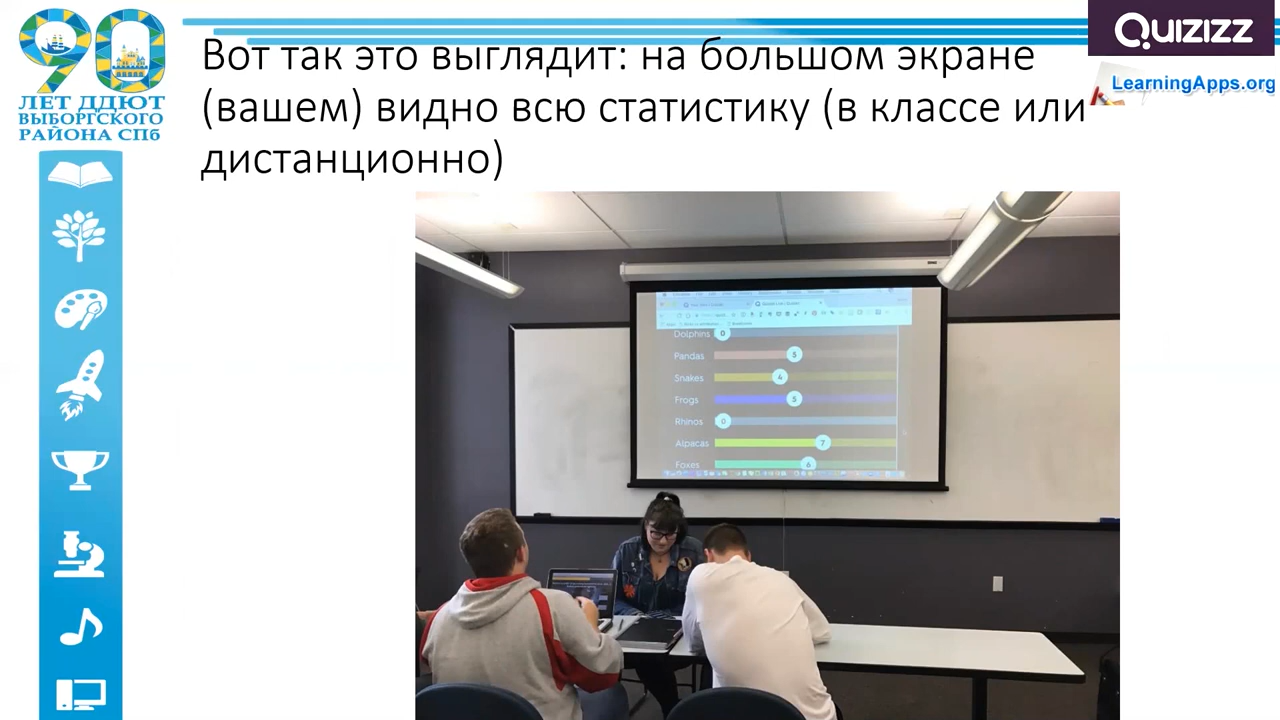 90
ЛЕТ ДДЮТ
ВЫБОРГСКОГО
РАЙОНА СПб
Вот так это выглядит: на большом экране
(вашем) видно всю статистику (в классе или
дистанционно)
QUIZIZZ
LearningApps.org
Dolphins 0
Pandas 5
Snakes 4
Frogs 5
Rhinos 0
Alpacas 7
Foxes 6